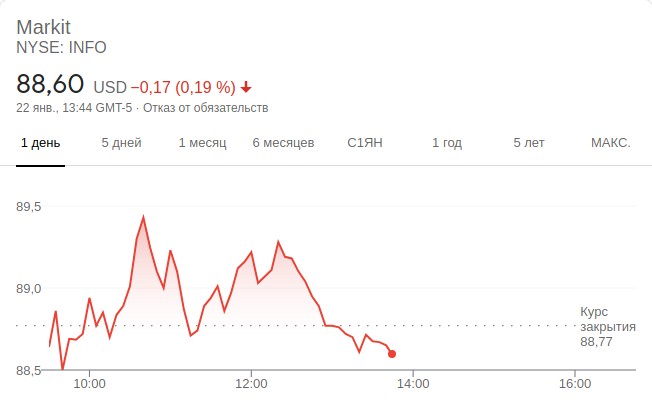 Markit
NYSE: INFO
88,60 USD −0,17 (0,19 %)
22 янв., 13:44 GMT-5 · Отказ от обязательств
1 день 5 дней 1 месяц 6 месяцев С1ЯН 1 год 5 лет МАКС.
89,5
89,0
Курс
закрытия
88,77
88,5
10:00 12:00 14:00 16:00